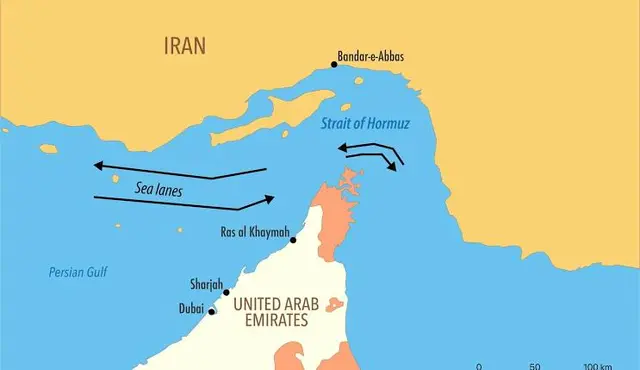 IRAN
Bandar-e-Abbas
Strait of Hormuz
Sea lanes
Ras al Khaymah
Persian Gulf
Sharjah
Dubai
UNITED ARAB
EMIRATES
0 50 100 km